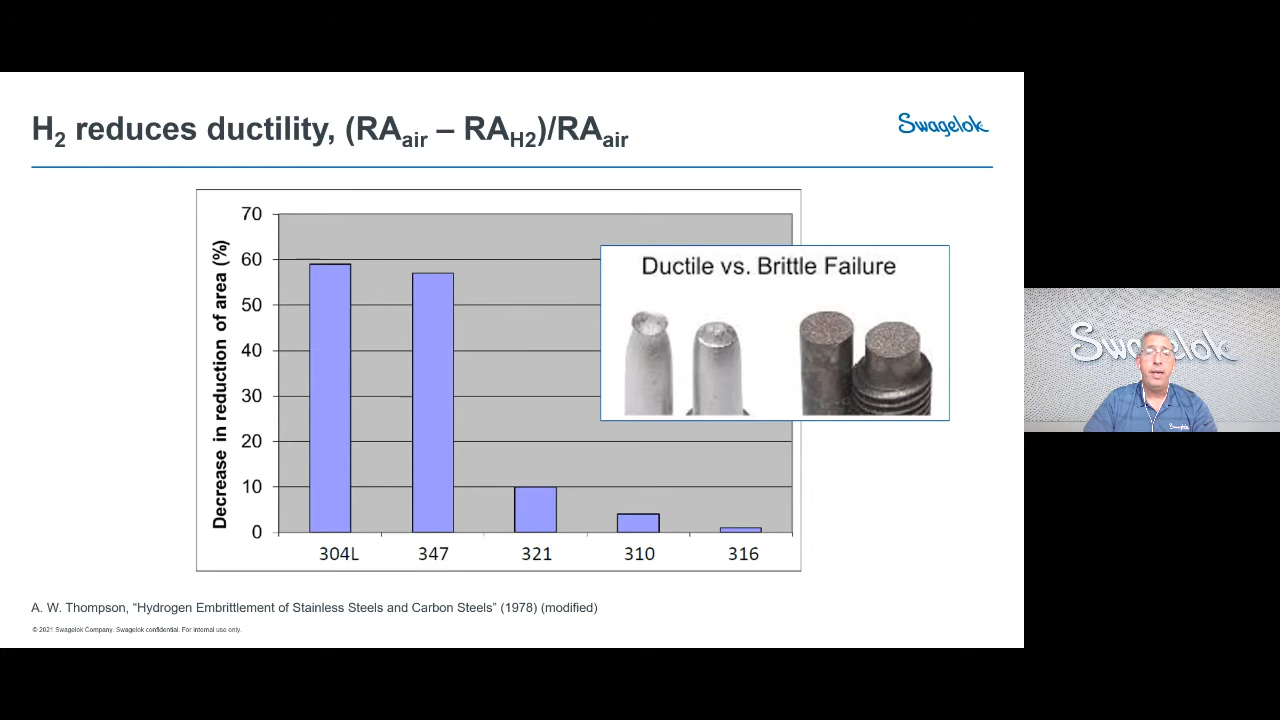 H2 reduces ductility, (RAair – RAH2)/RAair
Swagelok
70
60
50
40
30
20
10
0
Decrease in reduction of area (%)
304L 347 321 310 316
Ductile vs. Brittle Failure
A. W. Thompson, “Hydrogen Embrittlement of Stainless Steels and Carbon Steels” (1978) (modified)
© 2021 Swagelok Company. Swagelok confidential. For internal use only.
Swagelok
Swagelok